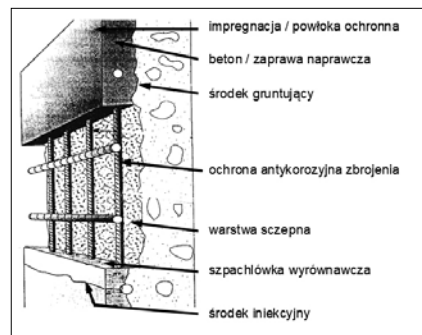 impregnacja / powłoka ochronna
beton / zaprawa naprawcza
środek gruntujący
ochrona antykorozyjna zbrojenia
warstwa sczepna
szpachlówka wyrównawcza
środek iniekcyjny